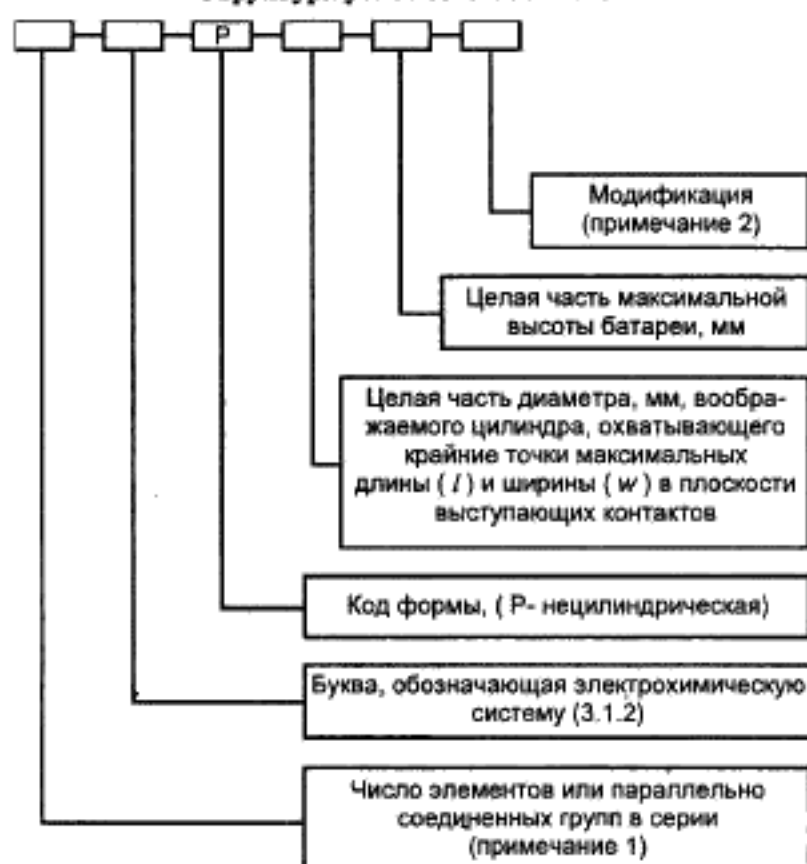 Р
Модификация
(примечание 2)
Целая часть максимальной
высоты батареи, мм
Целая часть диаметра, мм, вообра-
жаемого цилиндра, охватывающего
крайние точки максимальных
длины ( l ) и ширины ( w ) в плоскости
выступающих контактов
Код формы, ( Р- нецилиндрическая)
Буква, обозначающая электрохимическую
систему (3.1.2)
Число элементов или параллельно
соединенных групп в серии
(примечание 1)